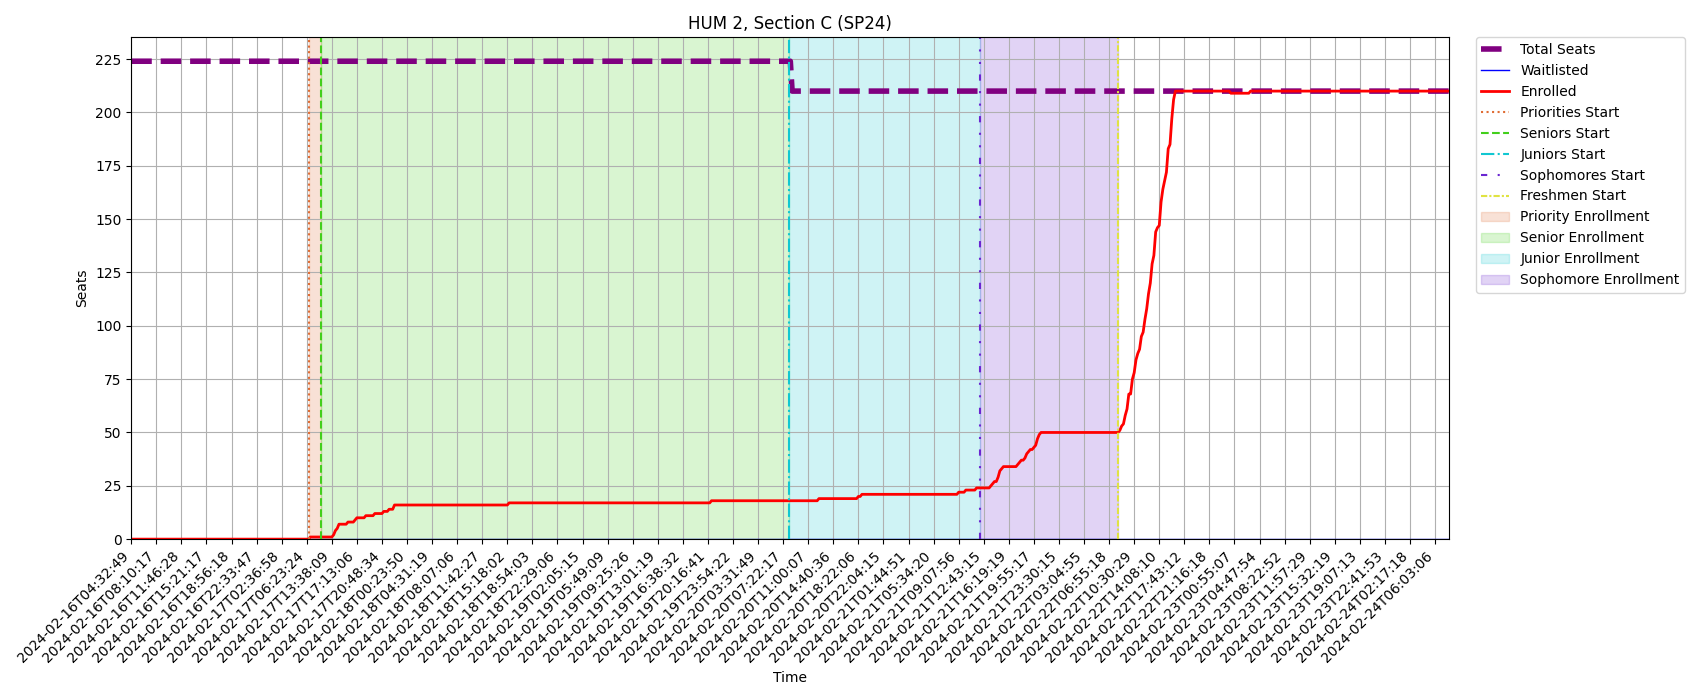 HUM 2, Section C (SP24)
Seats
225
200
175
150
125
100
75
50
25
0
2024-02-16T04:32:49
2024-02-16T08:10:17
2024-02-16T11:46:28
2024-02-16T15:21:17
2024-02-16T18:56:18
2024-02-16T22:33:47
2024-02-17T02:36:58
2024-02-17T06:23:24
2024-02-17T13:38:09
2024-02-17T17:13:06
2024-02-17T20:48:34
2024-02-18T00:23:50
2024-02-18T04:31:19
2024-02-18T08:07:06
2024-02-18T11:42:27
2024-02-18T15:18:02
2024-02-18T18:54:03
2024-02-18T22:29:06
2024-02-19T02:05:15
2024-02-19T05:49:09
2024-02-19T09:25:26
2024-02-19T13:01:19
2024-02-19T16:38:32
2024-02-19T20:16:41
2024-02-19T23:54:22
2024-02-20T03:31:49
2024-02-20T07:22:17
2024-02-20T11:00:07
2024-02-20T14:40:36
2024-02-20T18:22:06
2024-02-20T22:04:15
2024-02-21T01:44:51
2024-02-21T05:34:20
2024-02-21T09:07:56
2024-02-21T12:43:15
2024-02-21T16:19:19
2024-02-21T19:55:17
2024-02-21T23:30:15
2024-02-22T03:04:55
2024-02-22T06:55:18
2024-02-22T10:30:29
2024-02-22T14:08:10
2024-02-22T17:43:12
2024-02-22T21:16:18
2024-02-23T00:55:07
2024-02-23T04:47:54
2024-02-23T08:22:52
2024-02-23T11:57:29
2024-02-23T15:32:19
2024-02-23T19:07:13
2024-02-23T22:41:53
2024-02-24T02:17:18
2024-02-24T06:03:06
Time
Total Seats
Waitlisted
Enrolled
Priorities Start
Seniors Start
Juniors Start
Sophomores Start
Freshmen Start
Priority Enrollment
Senior Enrollment
Junior Enrollment
Sophomore Enrollment